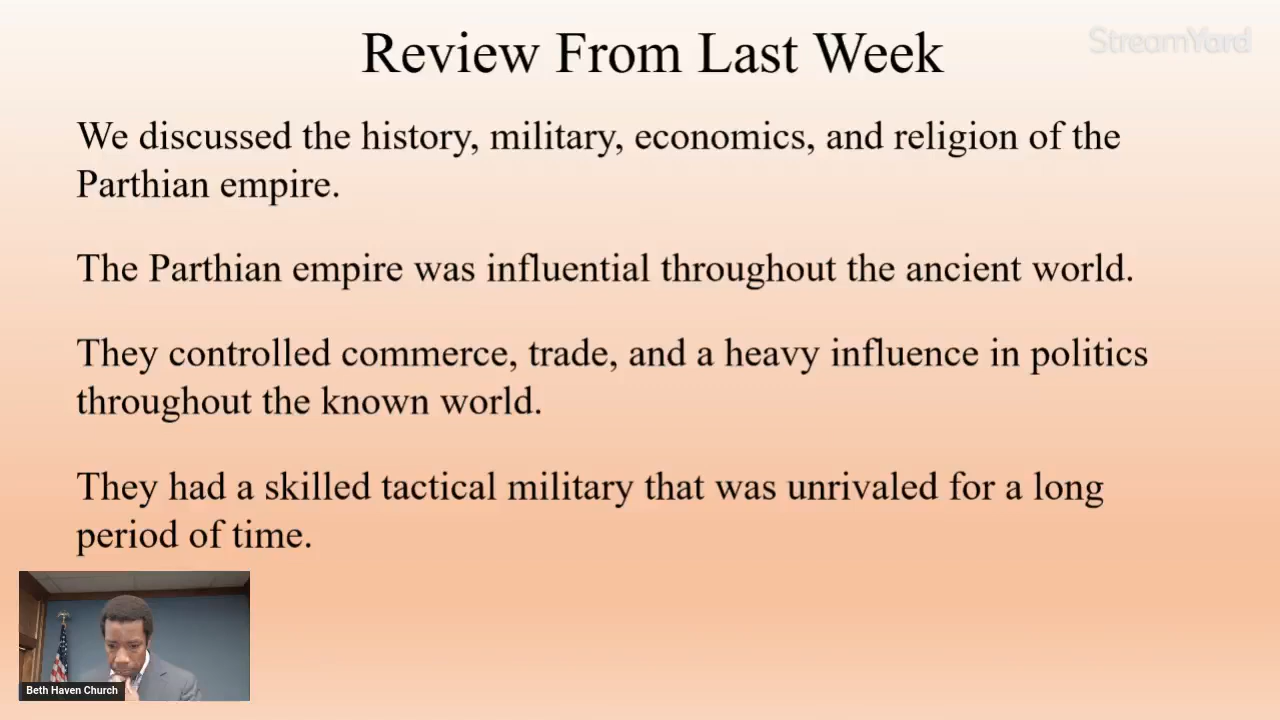 Review From Last Week
StreamYard
We discussed the history, military, economics, and religion of the
Parthian empire.
The Parthian empire was influential throughout the ancient world.
They controlled commerce, trade, and a heavy influence in politics
throughout the known world.
They had a skilled tactical military that was unrivaled for a long
period of time.
Beth Haven Church